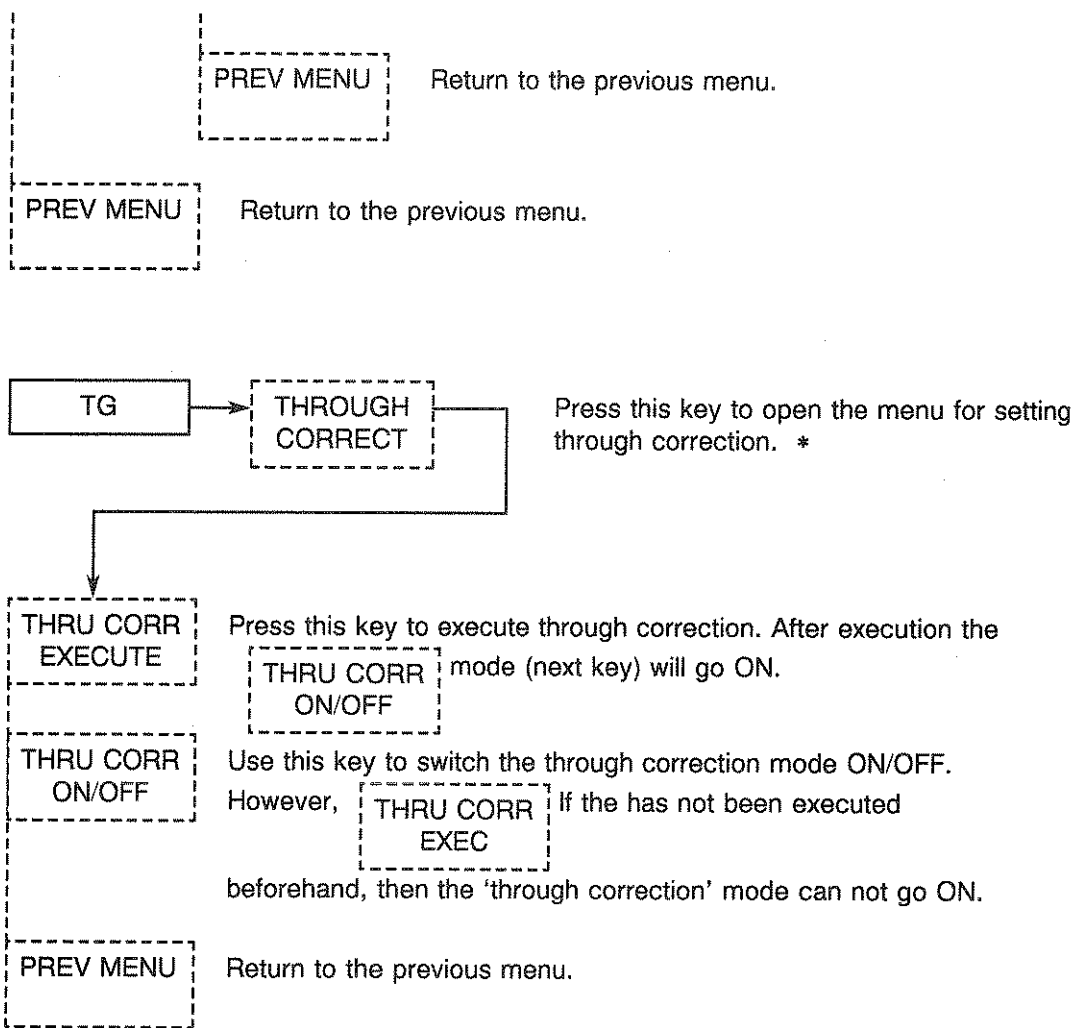 PREV MENU Return to the previous menu.
PREV MENU Return to the previous menu.
TG
THROUGH
CORRECT
Press this key to open the menu for setting
through correction. *
THRU CORR
EXECUTE
Press this key to execute through correction. After execution the
THRU CORR mode (next key) will go ON.
ON/OFF
THRU CORR
ON/OFF
Use this key to switch the through correction mode ON/OFF.
However, THRU CORR If the has not been executed
EXEC
beforehand, then the ‘through correction’ mode can not go ON.
PREV MENU Return to the previous menu.